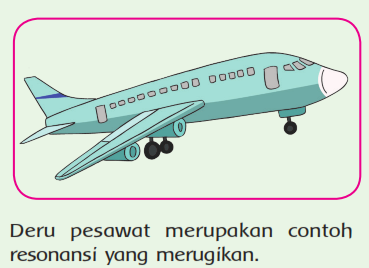 Deru pesawat merupakan contoh
resonansi yang merugikan.